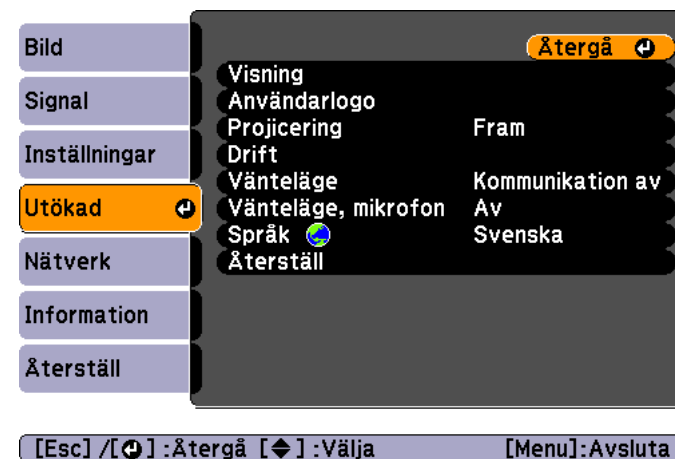 Bild
Signal
Inställningar
Utökad
Nätverk
Information
Återställ
Återgå
Visning
Användarlogo
Projicering Fram
Drift
Vänteläge Kommunikation av
Vänteläge, mikrofon Av
Språk Svenska
Återställ
[Esc] /[ ] :Återgå [ ] :Välja [Menu]:Avsluta